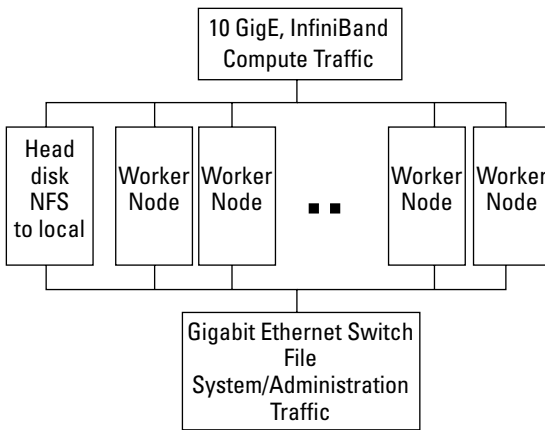 10 GigE, InfiniBand
Compute Traffic
Head
disk
NFS
to local
Worker
Node
Worker
Node
Worker
Node
Worker
Node
Gigabit Ethernet Switch
File
System/Administration
Traffic